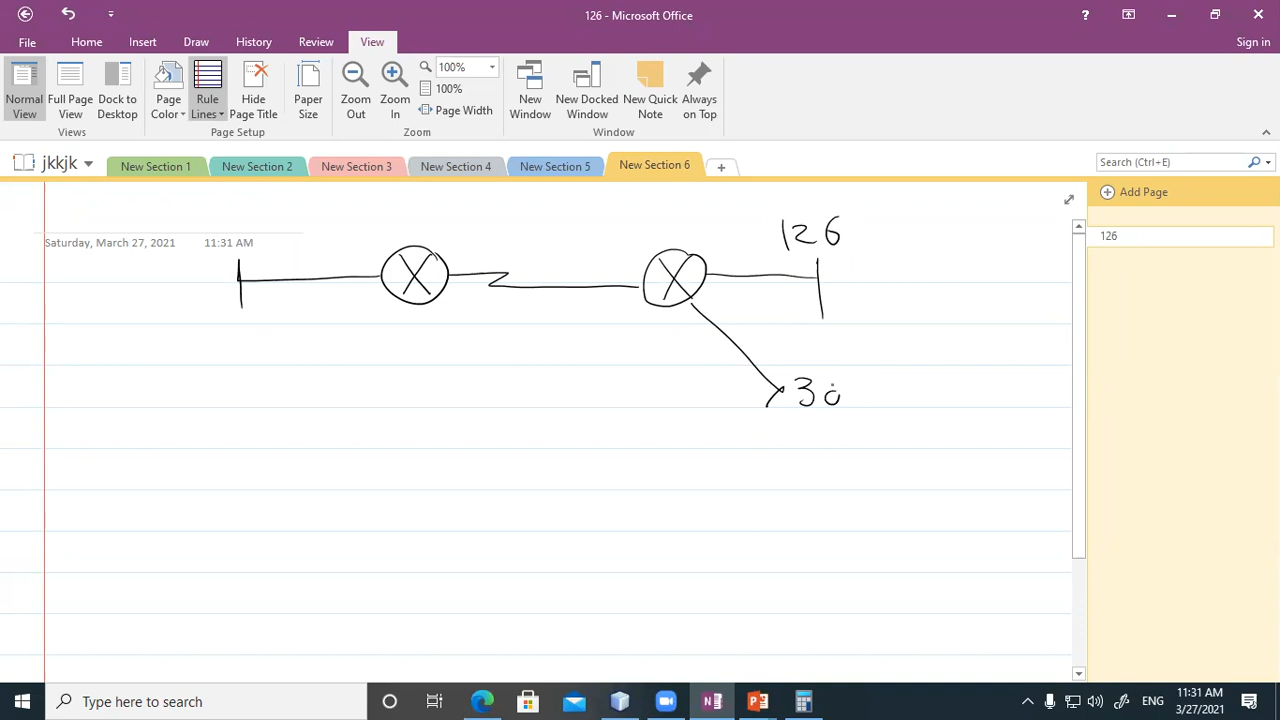 126 - Microsoft Office
?
File Home Insert Draw History Review View Sign in
Normal View
Full Page View
Dock to Desktop
Views
Page Color
Rule Lines
Hide Page Title
Paper Size
Page Setup
Zoom Out
Zoom In
100%
100%
Page Width
Zoom
New Window
New Docked Window
New Quick Note
Always on Top
Window
jkkjk New Section 1 New Section 2 New Section 3 New Section 4 New Section 5 New Section 6 + Search (Ctrl+E)
Add Page
126
Saturday, March 27, 2021 11:31 AM
126
30
Type here to search
ENG
11:31 AM
3/27/2021